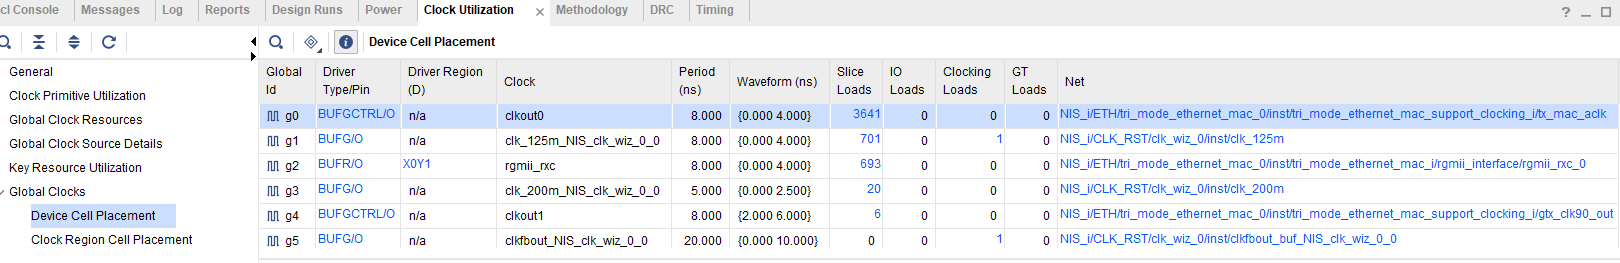 cl Console Messages Log Reports Design Runs Power Clock Utilization × Methodology DRC Timing
?
Device Cell Placement
General
Clock Primitive Utilization
Global Clock Resources
Global Clock Source Details
Key Resource Utilization
Global Clocks
Device Cell Placement
Clock Region Cell Placement
Global Id Driver Type/Pin Driver Region (D) Clock Period (ns) Waveform (ns) Slice Loads IO Loads Clocking Loads GT Loads Net
g0 BUFGCTRL/O n/a clkout0 8.000 {0.000 4.000} 3641 0 0 0 NIS_i/ETH/tri_mode_ethernet_mac_0/inst/tri_mode_ethernet_mac_support_clocking_i/tx_mac_aclk
g1 BUFG/O n/a clk_125m_NIS_clk_wiz_0_0 8.000 {0.000 4.000} 701 0 1 0 NIS_i/CLK_RST/clk_wiz_0/inst/clk_125m
g2 BUFR/O X0Y1 rgmii_rxc 8.000 {0.000 4.000} 693 0 0 0 NIS_i/ETH/tri_mode_ethernet_mac_0/inst/tri_mode_ethernet_mac_i/rgmii_interface/rgmii_rxc_0
g3 BUFG/O n/a clk_200m_NIS_clk_wiz_0_0 5.000 {0.000 2.500} 20 0 0 0 NIS_i/CLK_RST/clk_wiz_0/inst/clk_200m
g4 BUFGCTRL/O n/a clkout1 8.000 {2.000 6.000} 6 0 0 0 NIS_i/ETH/tri_mode_ethernet_mac_0/inst/tri_mode_ethernet_mac_support_clocking_i/gtx_clk90_out
g5 BUFG/O n/a clkfbout_NIS_clk_wiz_0_0 20.000 {0.000 10.000} 0 0 1 0 NIS_i/CLK_RST/clk_wiz_0/inst/clkfbout_buf_NIS_clk_wiz_0_0